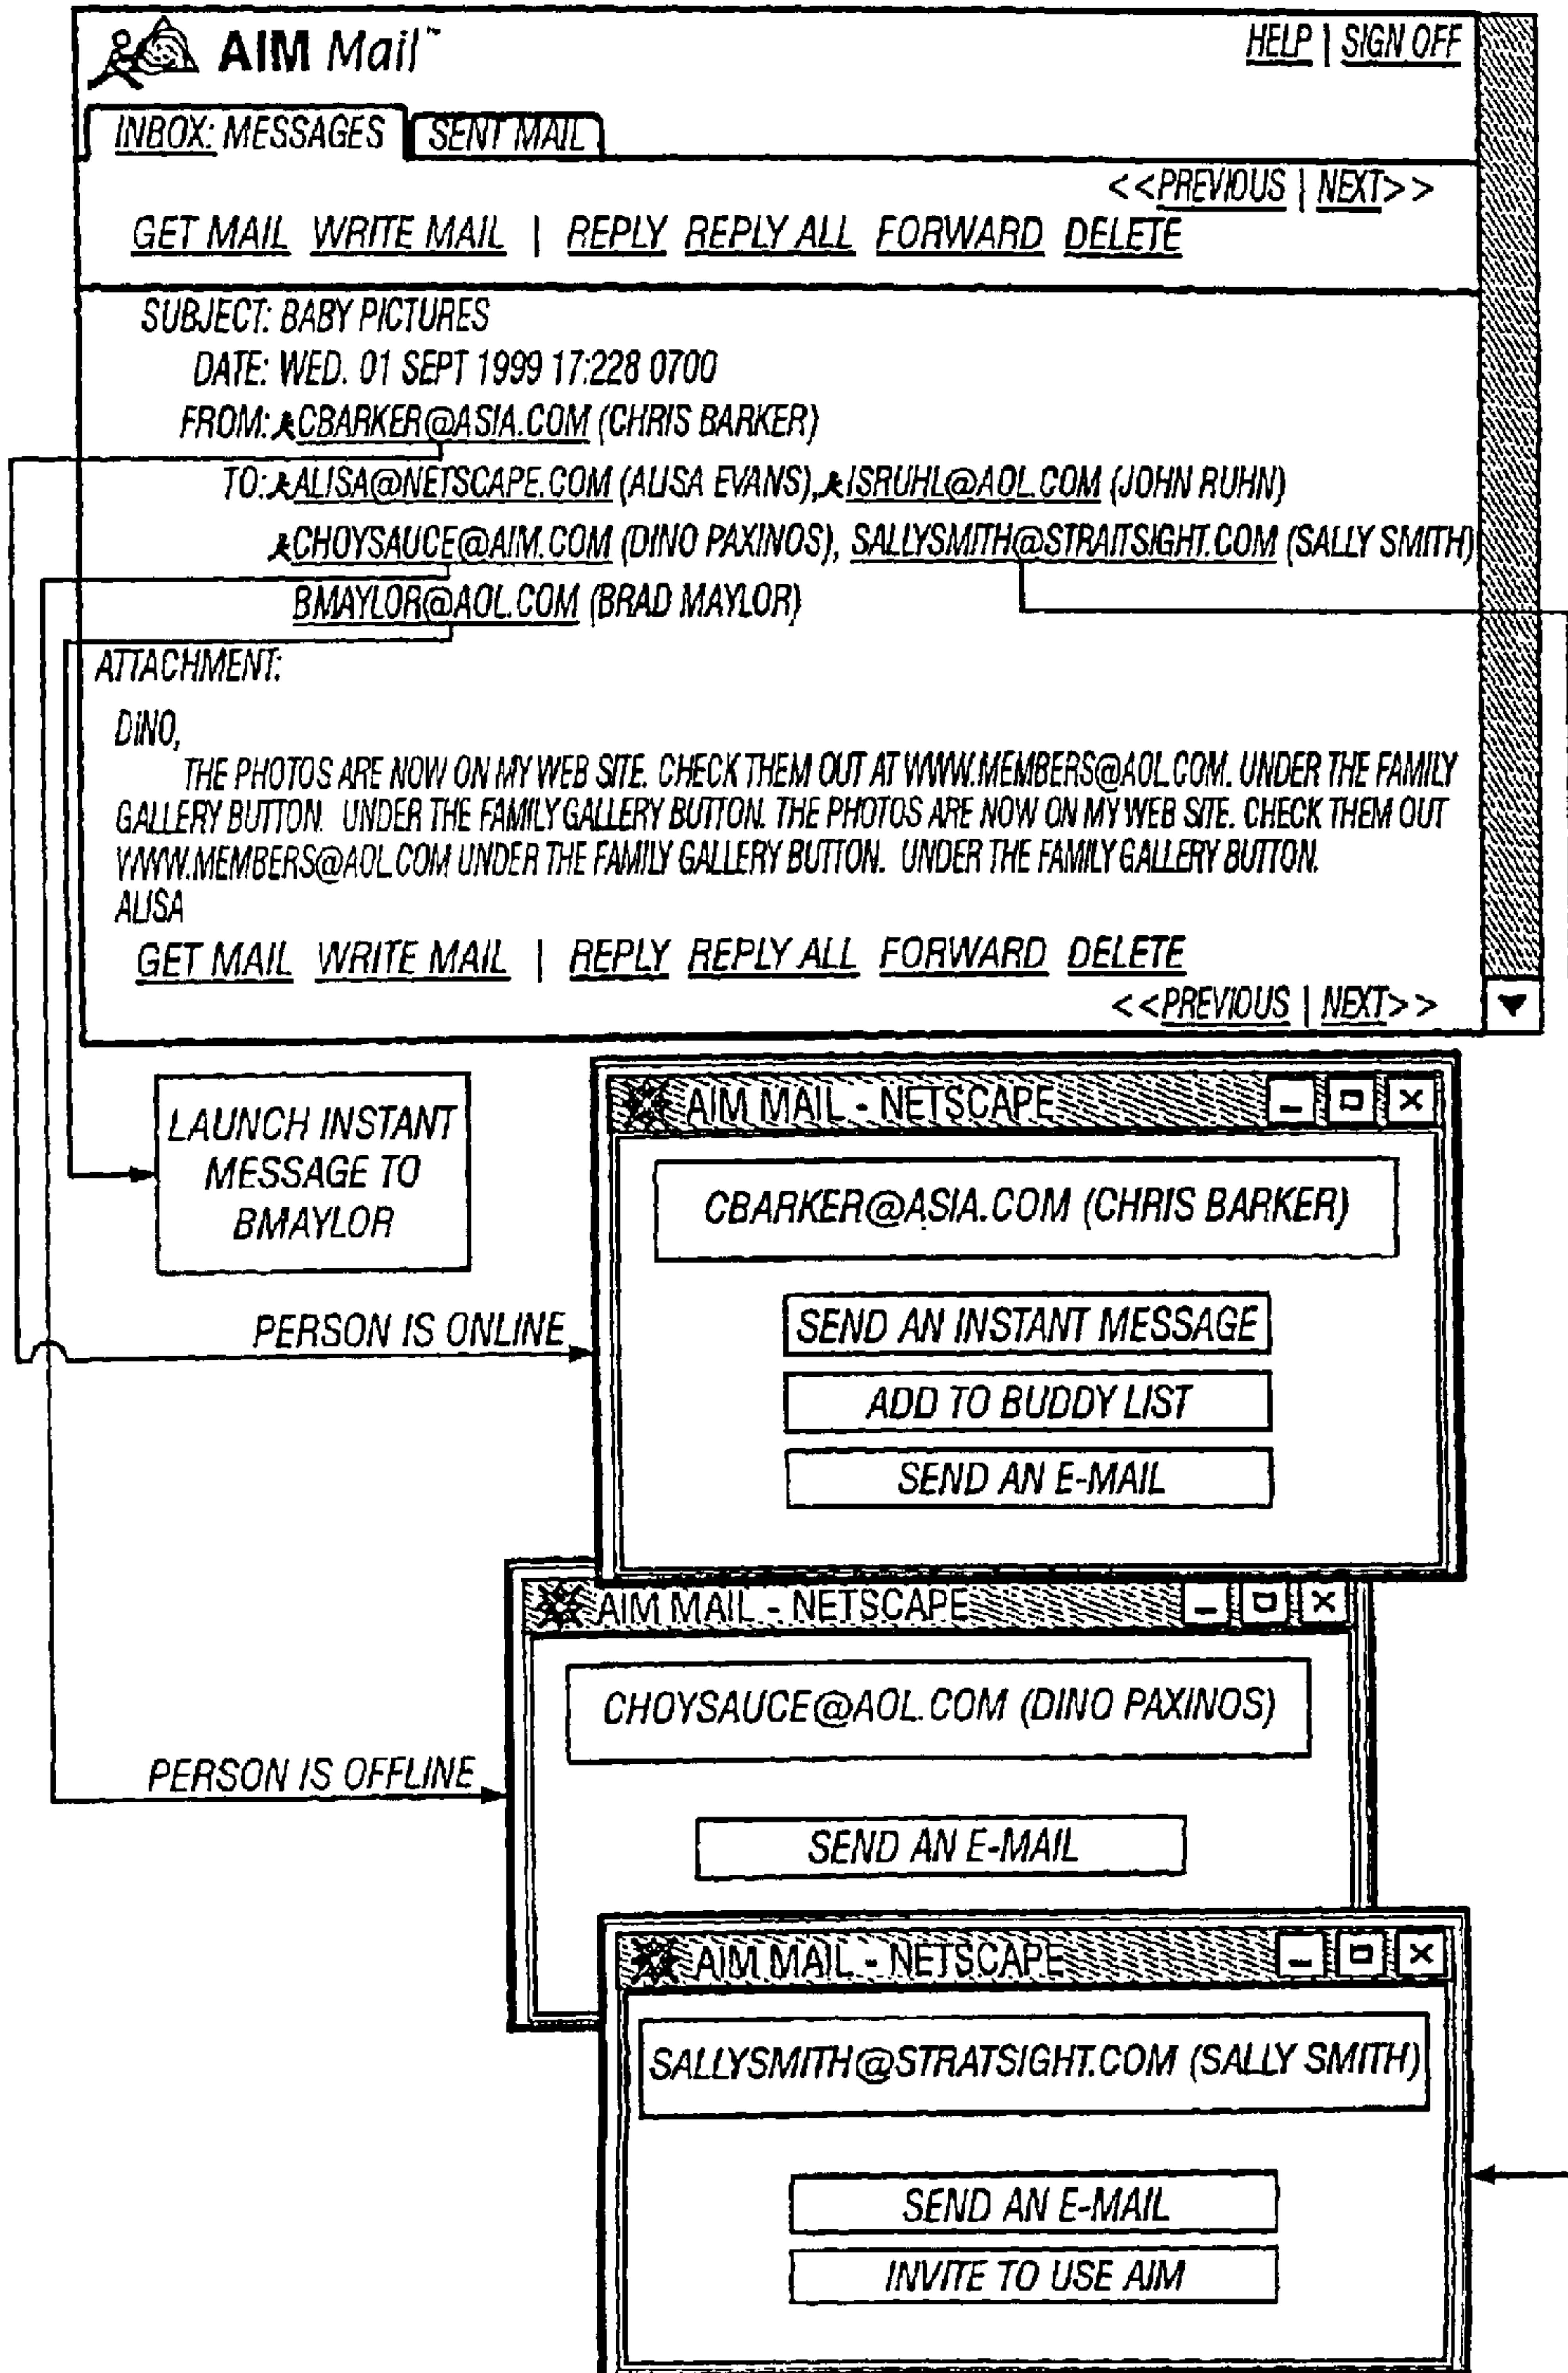 AIM Mail™
HELP | SIGN OFF
INBOX: MESSAGES SENT MAIL
<<PREVIOUS | NEXT>>
GET MAIL WRITE MAIL | REPLY REPLY ALL FORWARD DELETE
SUBJECT: BABY PICTURES
DATE: WED. 01 SEPT 1999 17:228 0700
FROM: CBARKER@ASIA.COM (CHRIS BARKER)
TO: ALISA@NETSCAPE.COM (ALISA EVANS), ISRUHL@AOL.COM (JOHN RUHN)
CHOYSAUCE@AIM.COM (DINO PAXINOS), SALLYSMITH@STRAITSIGHT.COM (SALLY SMITH)
BMAYLOR@AOL.COM (BRAD MAYLOR)
ATTACHMENT:
DINO,
THE PHOTOS ARE NOW ON MY WEB SITE. CHECK THEM OUT AT WWW.MEMBERS@AOL.COM. UNDER THE FAMILY
GALLERY BUTTON. UNDER THE FAMILY GALLERY BUTTON. THE PHOTOS ARE NOW ON MY WEB SITE. CHECK THEM OUT
WWW.MEMBERS@AOL.COM UNDER THE FAMILY GALLERY BUTTON. UNDER THE FAMILY GALLERY BUTTON.
ALISA
GET MAIL WRITE MAIL | REPLY REPLY ALL FORWARD DELETE
<<PREVIOUS | NEXT>>
LAUNCH INSTANT
MESSAGE TO
BMAYLOR
AIM MAIL - NETSCAPE
CBARKER@ASIA.COM (CHRIS BARKER)
SEND AN INSTANT MESSAGE
PERSON IS ONLINE
ADD TO BUDDY LIST
SEND AN E-MAIL
AIM MAIL - NETSCAPE
CHOYSAUCE@AOL.COM (DINO PAXINOS)
PERSON IS OFFLINE
SEND AN E-MAIL
AIM MAIL - NETSCAPE
SALLYSMITH@STRATSIGHT.COM (SALLY SMITH)
SEND AN E-MAIL
INVITE TO USE AIM